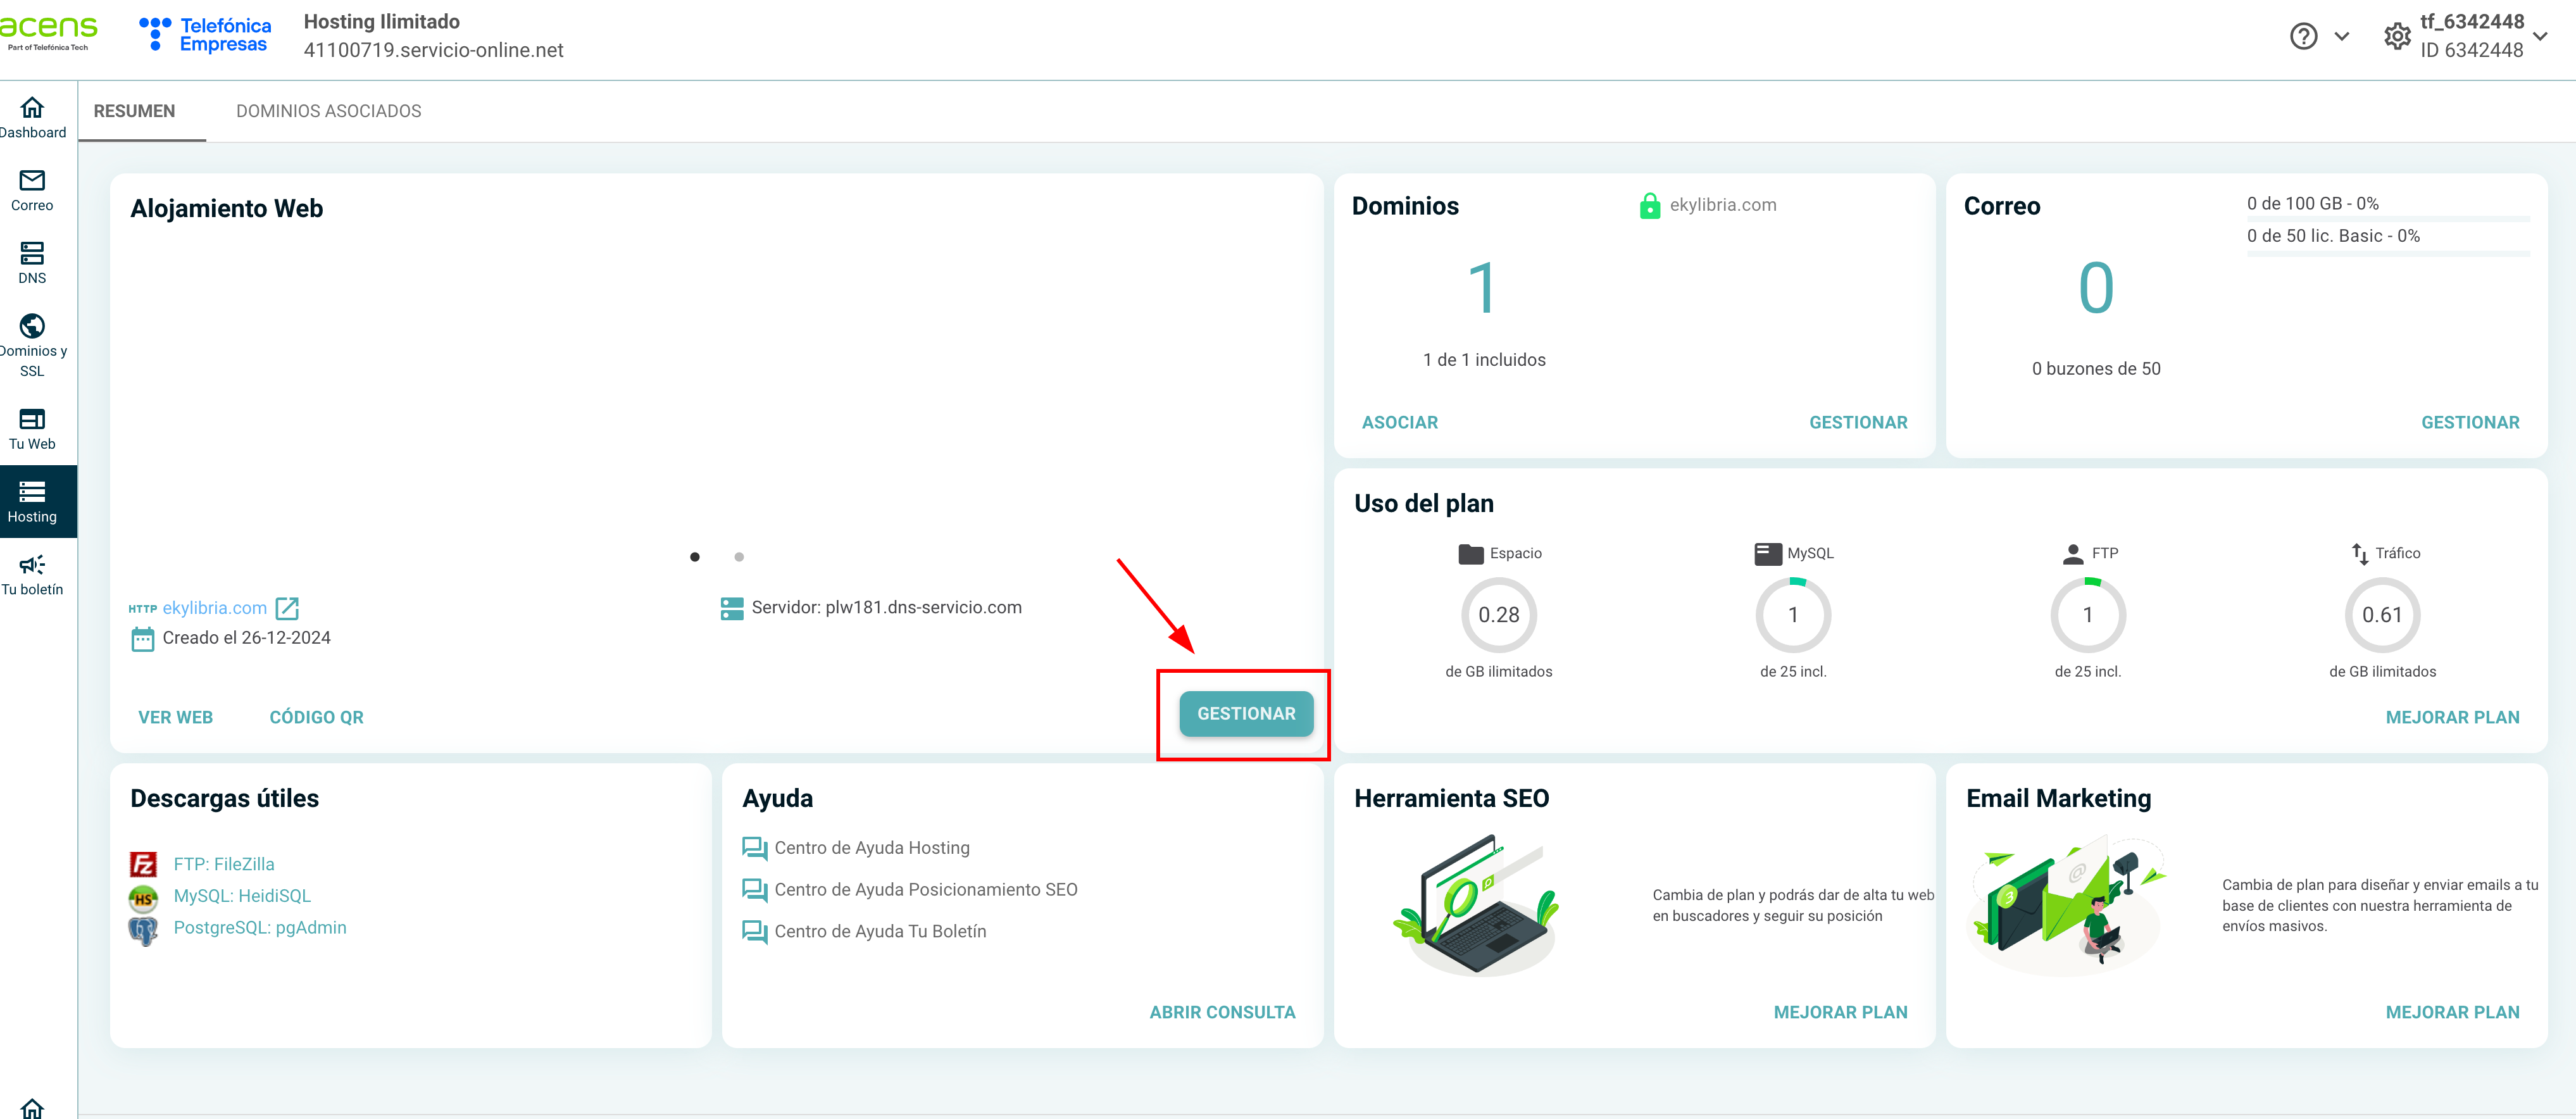 acens
Part of Telefónica Tech
Telefónica
Empresas
Hosting Ilimitado
41100719.servicio-online.net
tf_6342448
ID 6342448
Dashboard
Correo
DNS
Dominios y
SSL
Tu Web
Hosting
Tu boletín
RESUMEN
DOMINIOS ASOCIADOS
Alojamiento Web
HTTP ekylibria.com
Creado el 26-12-2024
Servidor: plw181.dns-servicio.com
VER WEB
CÓDIGO QR
GESTIONAR
Dominios
ekylibria.com
1
1 de 1 incluidos
ASOCIAR
GESTIONAR
Correo
0 de 100 GB - 0%
0 de 50 lic. Basic - 0%
0
0 buzones de 50
GESTIONAR
Uso del plan
Espacio
0.28
de GB ilimitados
MySQL
1
de 25 incl.
FTP
1
de 25 incl.
Tráfico
0.61
de GB ilimitados
MEJORAR PLAN
Descargas útiles
Fz
FTP: FileZilla
HS
MySQL: HeidiSQL
PostgreSQL: pgAdmin
Ayuda
Centro de Ayuda Hosting
Centro de Ayuda Posicionamiento SEO
Centro de Ayuda Tu Boletín
ABRIR CONSULTA
Herramienta SEO
Cambia de plan y podrás dar de alta tu web
en buscadores y seguir su posición
MEJORAR PLAN
Email Marketing
@
3
Cambia de plan para diseñar y enviar emails a tu
base de clientes con nuestra herramienta de
envíos masivos.
MEJORAR PLAN